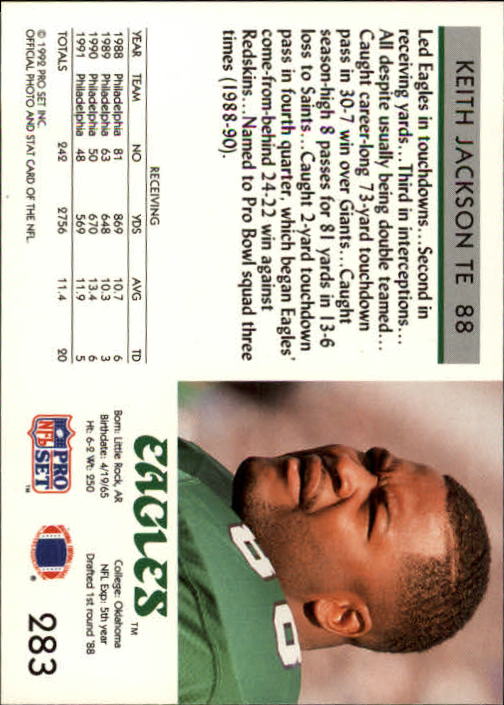 KEITH JACKSON TE 88
Led Eagles in touchdowns...Second in
receiving yards...Third in interceptions...
All despite usually being double teamed...
Caught career-long 73-yard touchdown
pass in 30-7 win over Giants...Caught
season-high 8 passes for 81 yards in 13-6
loss to Saints...Caught 2-yard touchdown
pass in fourth quarter, which began Eagles'
come-from-behind 24-22 win against
Redskins...Named to Pro Bowl squad three
times (1988-90).
RECEIVING
YEAR TEAM NO YDS AVG TD
1988 Philadelphia 81 869 10.7 6
1989 Philadelphia 63 648 10.3 3
1990 Philadelphia 50 670 13.4 6
1991 Philadelphia 48 569 11.9 5
TOTALS 242 2756 11.4 20
© 1992 PRO SET INC.
OFFICIAL PHOTO AND STAT CARD OF THE NFL
88
EAGLES™
Born: Little Rock, AR College: Oklahoma
Birthdate: 4/19/65 NFL Exp: 5th year
Ht: 6-2 Wt: 250 Drafted 1st round '88
PRO
NFL
SET™
®
283